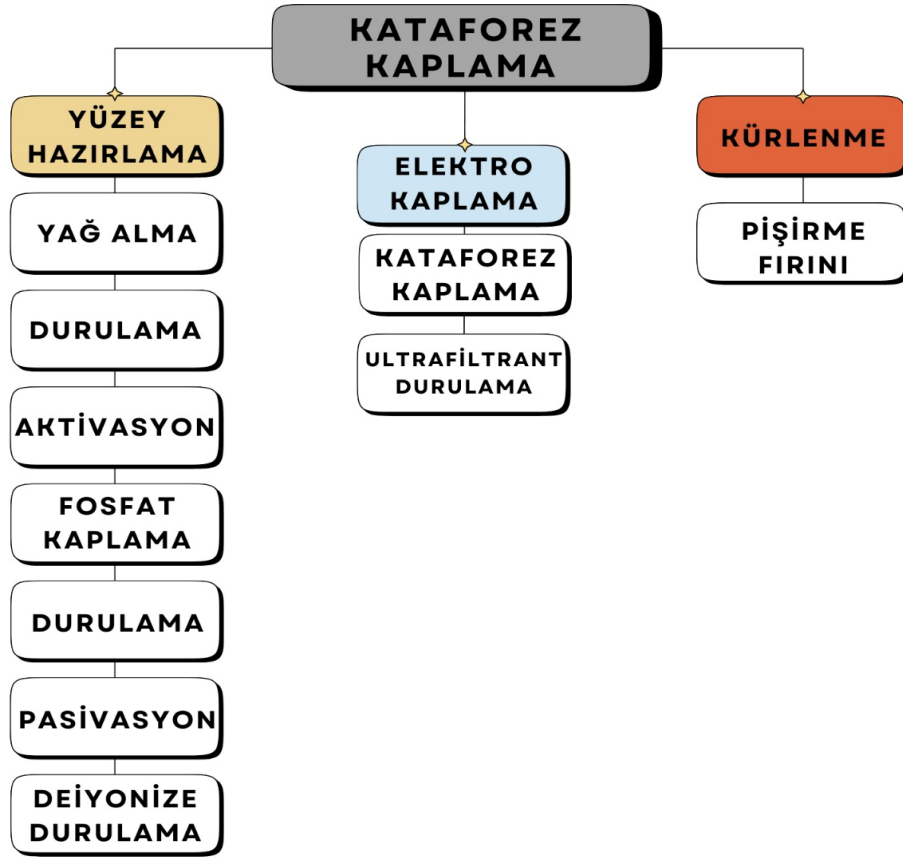 KATAFOREZ
KAPLAMA
YÜZEY
HAZIRLAMA
YAĞ ALMA
DURULAMA
AKTİVASYON
FOSFAT
KAPLAMA
DURULAMA
PASİVASYON
DEİYONİZE
DURULAMA
ELEKTRO
KAPLAMA
KATAFOREZ
KAPLAMA
ULTRAFİLTRANT
DURULAMA
KÜRLENME
PİŞİRME
FIRINI